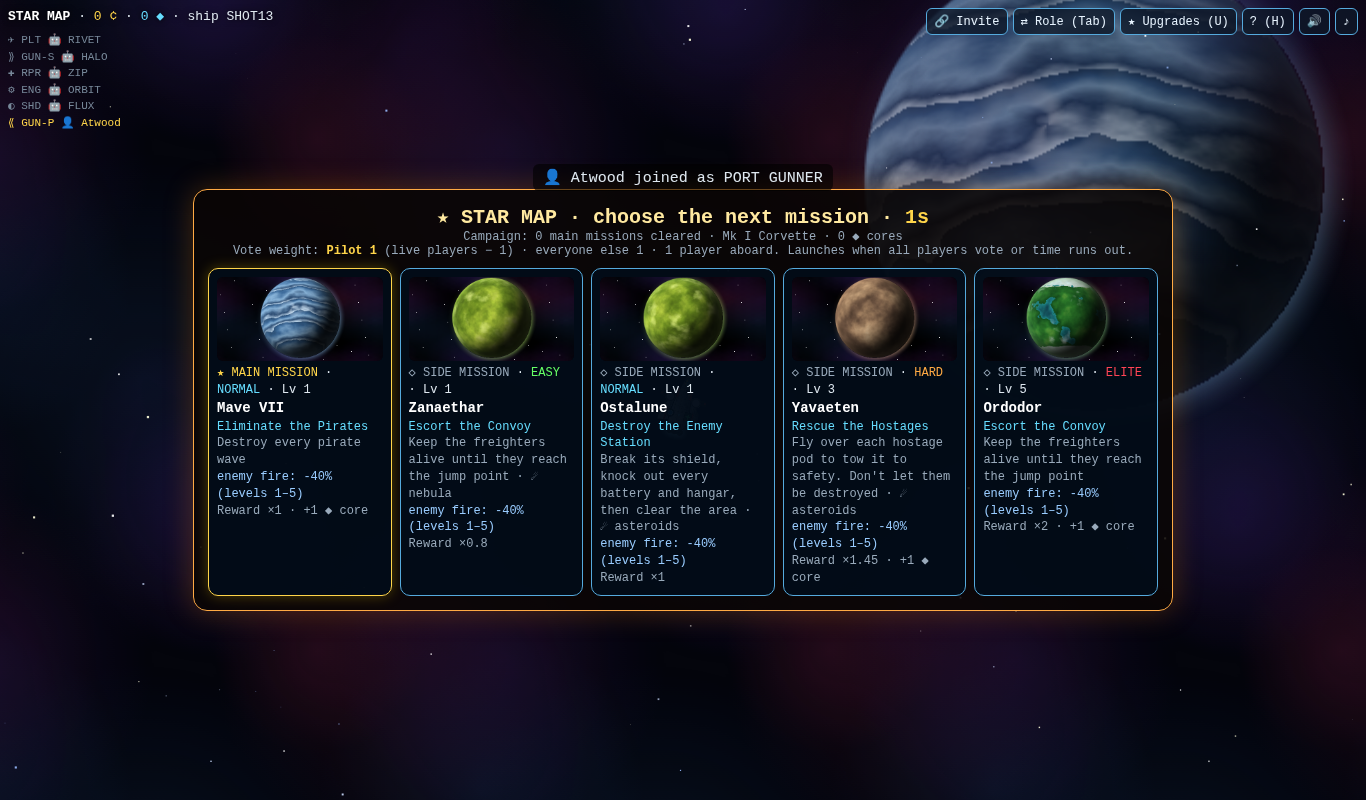 STAR MAP · 0 ¢ · 0 ◆ · ship SHOT13
🔗 Invite
⇄ Role (Tab)
★ Upgrades (U)
? (H)
🔊
♪
✈ PLT 🤖 RIVET
⟫ GUN-S 🤖 HALO
✚ RPR 🤖 ZIP
⚙ ENG 🤖 ORBIT
◐ SHD 🤖 FLUX ·
⟪ GUN-P 👤 Atwood
👤 Atwood joined as PORT GUNNER
★ STAR MAP · choose the next mission · 1s
Campaign: 0 main missions cleared · Mk I Corvette · 0 ◆ cores
Vote weight: Pilot 1 (live players − 1) · everyone else 1 · 1 player aboard. Launches when all players vote or time runs out.
★ MAIN MISSION ·
NORMAL · Lv 1
Mave VII
Eliminate the Pirates
Destroy every pirate
wave
enemy fire: -40%
(levels 1–5)
Reward ×1 · +1 ◆ core
◇ SIDE MISSION · EASY
· Lv 1
Zanaethar
Escort the Convoy
Keep the freighters
alive until they reach
the jump point · ☄
nebula
enemy fire: -40%
(levels 1–5)
Reward ×0.8
◇ SIDE MISSION ·
NORMAL · Lv 1
Ostalune
Destroy the Enemy
Station
Break its shield,
knock out every
battery and hangar,
then clear the area ·
☄ asteroids
enemy fire: -40%
(levels 1–5)
Reward ×1
◇ SIDE MISSION · HARD
· Lv 3
Yavaeten
Rescue the Hostages
Fly over each hostage
pod to tow it to
safety. Don't let them
be destroyed · ☄
asteroids
enemy fire: -40%
(levels 1–5)
Reward ×1.45 · +1 ◆
core
◇ SIDE MISSION · ELITE
· Lv 5
Ordodor
Escort the Convoy
Keep the freighters
alive until they reach
the jump point
enemy fire: -40%
(levels 1–5)
Reward ×2 · +1 ◆ core